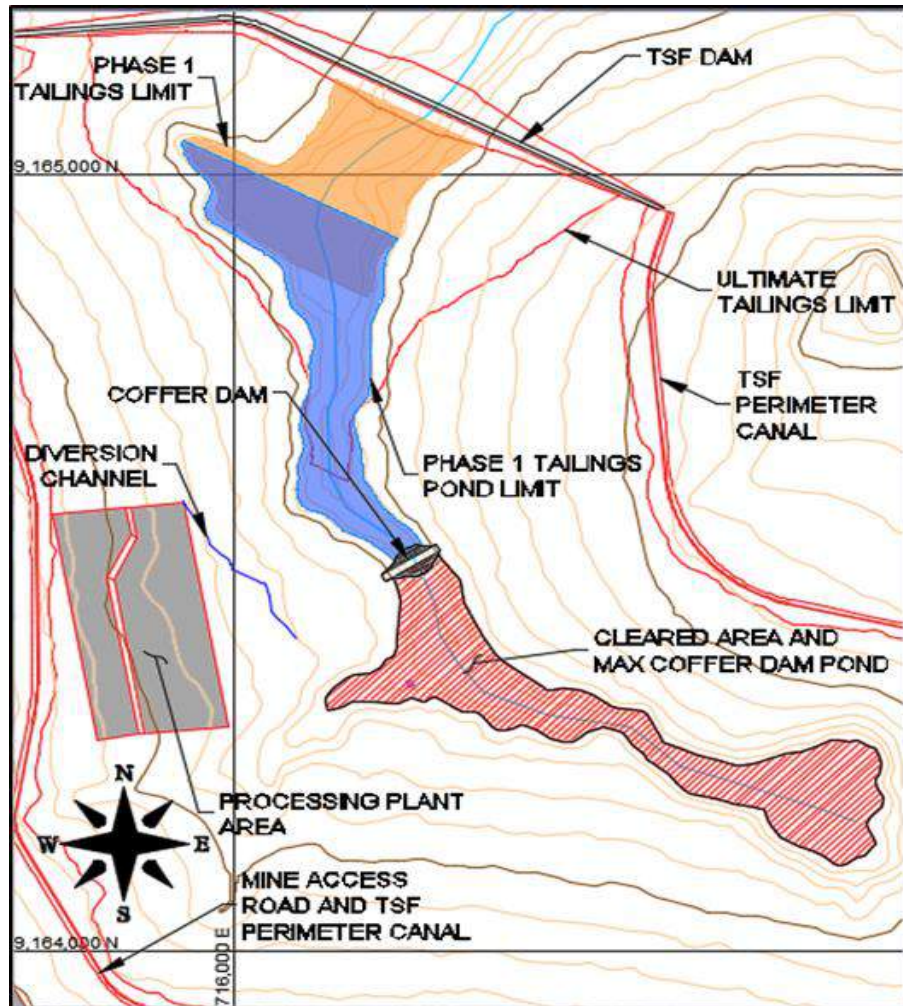 PHASE 1
TAILINGS LIMIT
TSF DAM
9,165,000 N
ULTIMATE
TAILINGS LIMIT
COFFER DAM
TSF
PERIMETER
CANAL
DIVERSION
CHANNEL
PHASE 1 TAILINGS
POND LIMIT
CLEARED AREA AND
MAX COFFER DAM POND
N
W
E
S
PROCESSING PLANT
AREA
MINE ACCESS
ROAD AND TSF
PERIMETER CANAL
9,164,000 N
716,000 E